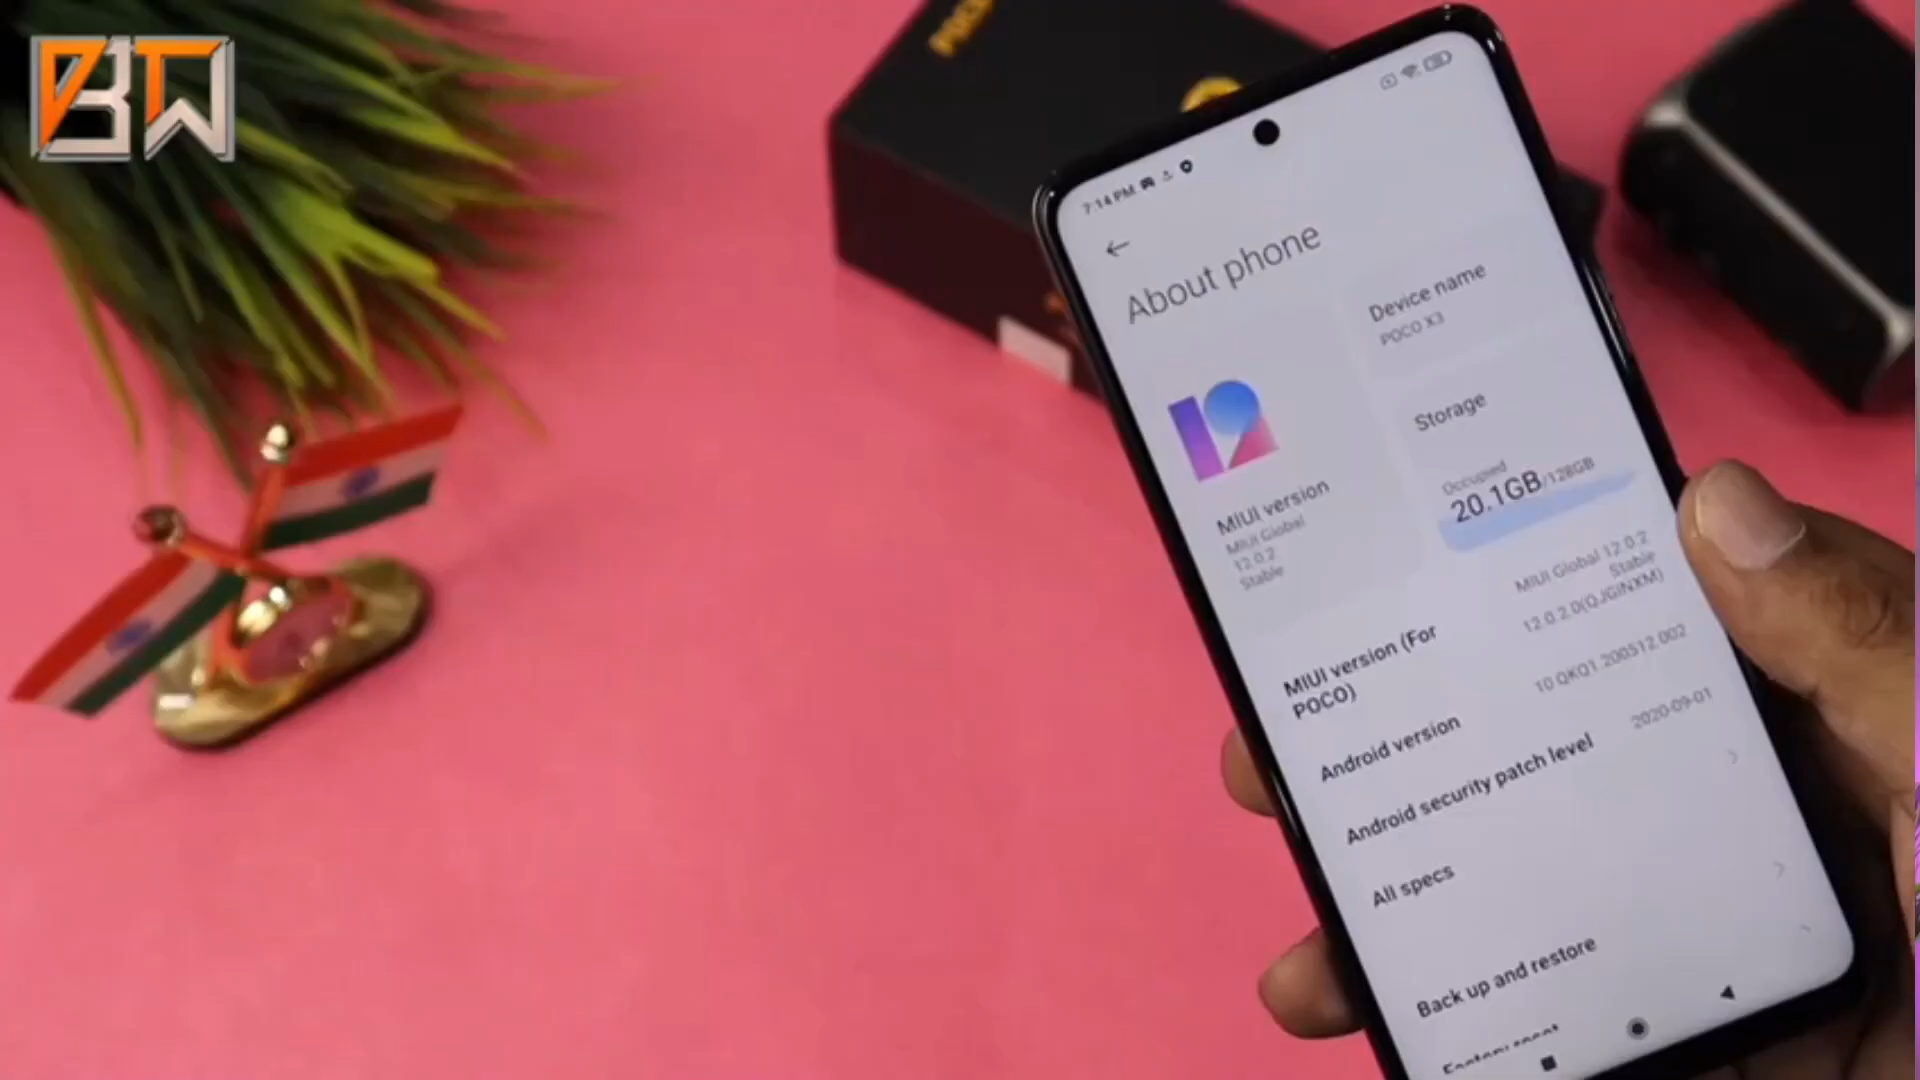 BTW
POCO
7:14 PM
About phone
Device name
POCO X3
Storage
Occupied
20.1GB/128GB
MIUI version
MIUI Global
12.0.2
Stable
MIUI version (For
POCO)
MIUI Global 12.0.2
Stable
12.0.2.0(QJGINXM)
Android version
10 QKQ1.200512.002
Android security patch level
2020-09-01
All specs
Back up and restore
Factory reset